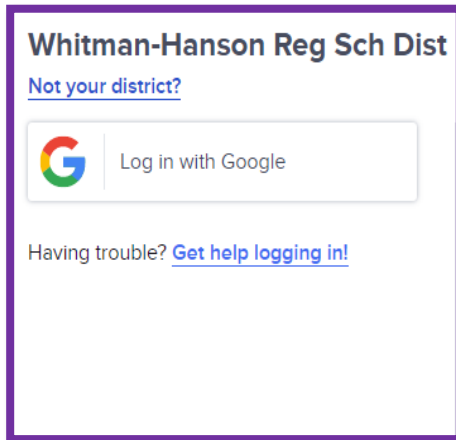 Whitman-Hanson Reg Sch Dist
Not your district?
Log in with Google
Having trouble? Get help logging in!